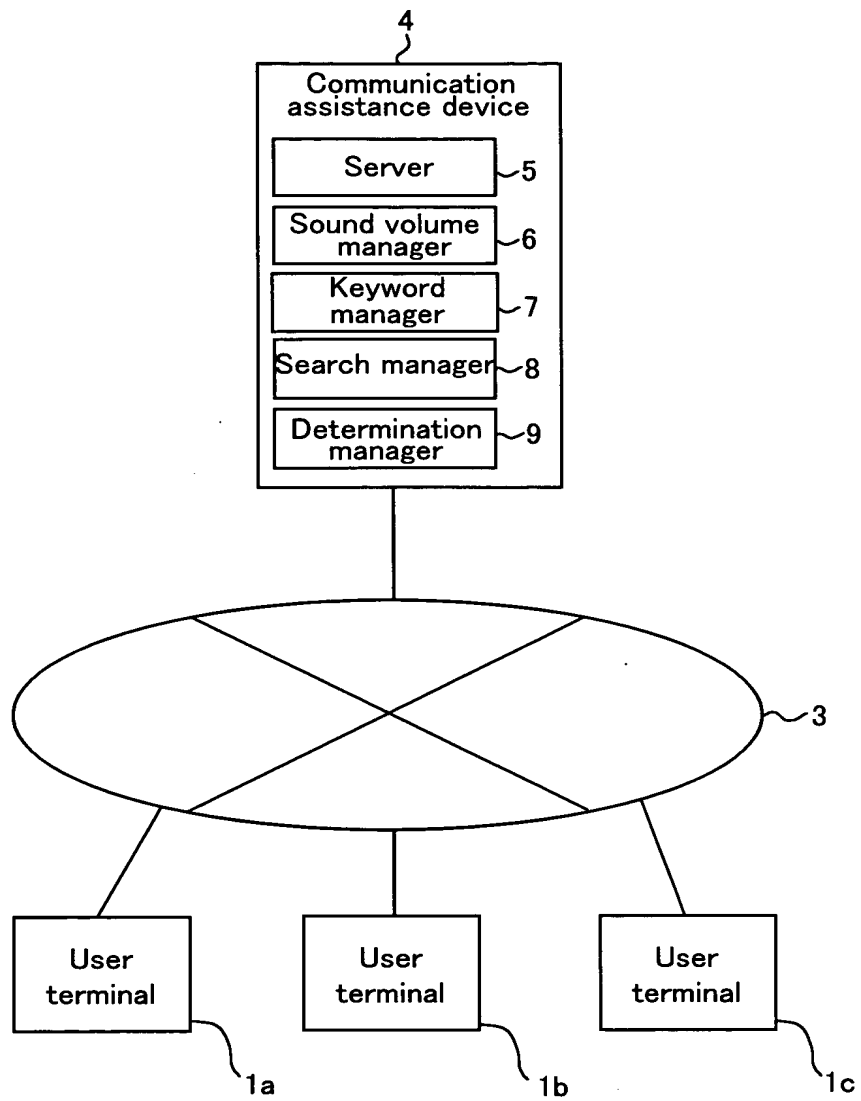 4
Communication
assistance device
Server
5
Sound volume
manager
6
Keyword
manager
7
Search manager
8
Determination
manager
9
3
User
terminal
User
terminal
User
terminal
1a
1b
1c